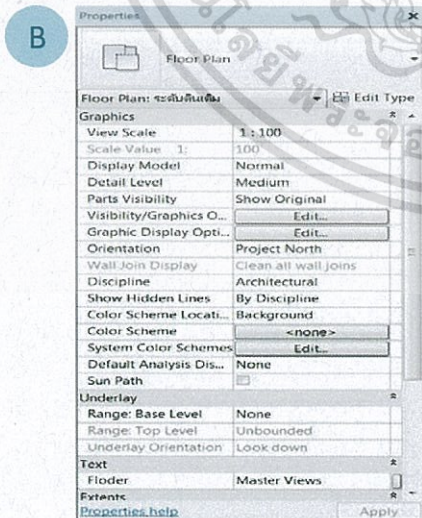 B
Properties
Floor Plan
Floor Plan: ระดับดินเดิม Edit Type
Graphics
View Scale 1 : 100
Scale Value 1: 100
Display Model Normal
Detail Level Medium
Parts Visibility Show Original
Visibility/Graphics O... Edit...
Graphic Display Opti... Edit...
Orientation Project North
Wall Join Display Clean all wall joins
Discipline Architectural
Show Hidden Lines By Discipline
Color Scheme Locati... Background
Color Scheme <none>
System Color Schemes Edit...
Default Analysis Dis... None
Sun Path
Underlay
Range: Base Level None
Range: Top Level Unbounded
Underlay Orientation Look down
Text
Floder Master Views
Extents
Properties help Apply